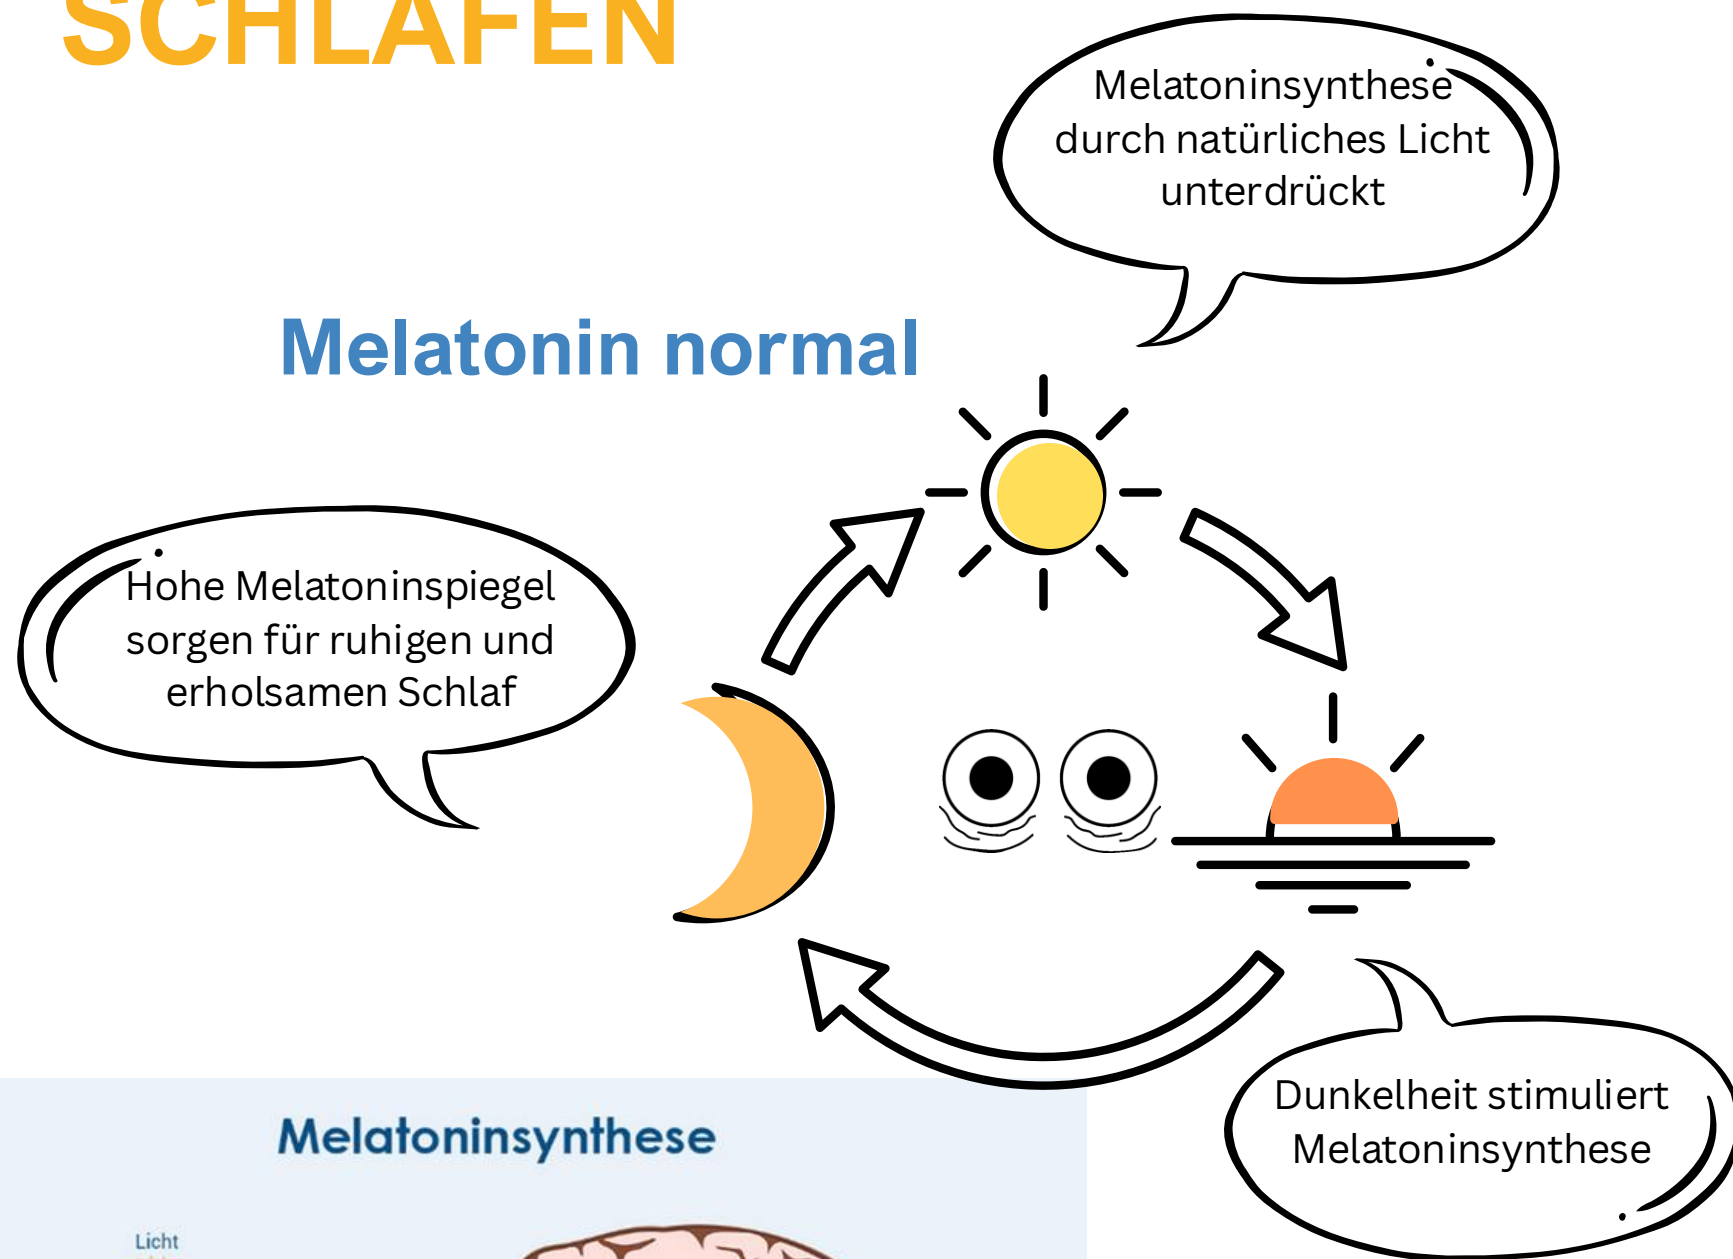 SCHLAFEN
Melatoninsynthese
durch natürliches Licht
unterdrückt
Melatonin normal
Hohe Melatoninspiegel
sorgen für ruhigen und
erholsamen Schlaf
Dunkelheit stimuliert
Melatoninsynthese
Melatoninsynthese
Licht